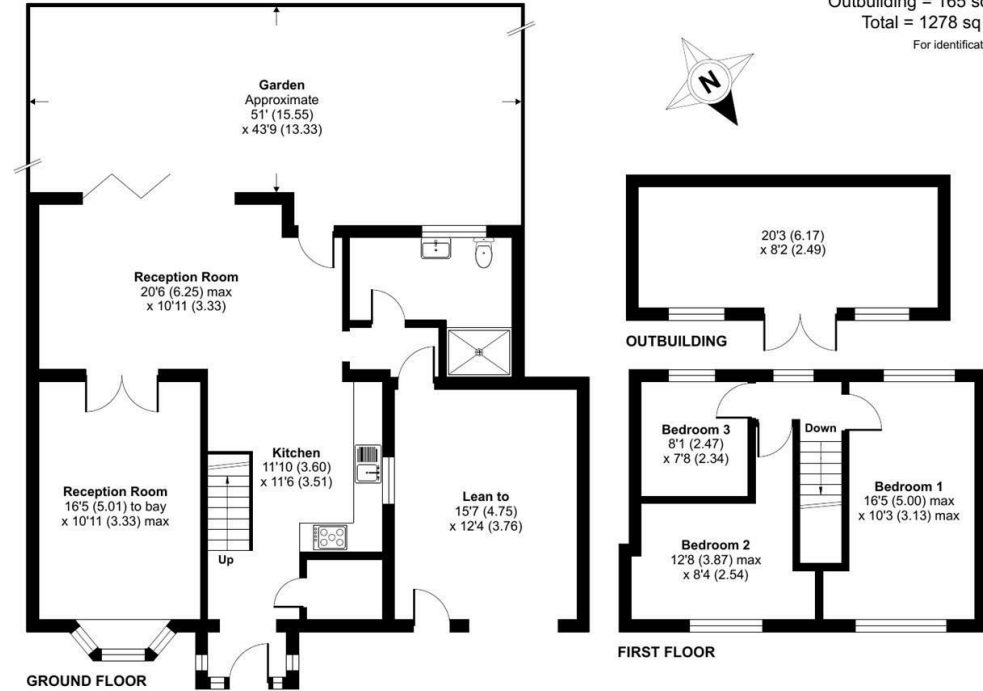 Outbuilding = 165 sq
Total = 1278 sq
For identificat
N
Garden
Approximate
51' (15.55)
x 43'9 (13.33)
Reception Room
20'6 (6.25) max
x 10'11 (3.33)
20'3 (6.17)
x 8'2 (2.49)
OUTBUILDING
Kitchen
11'10 (3.60)
x 11'6 (3.51)
Reception Room
16'5 (5.01) to bay
x 10'11 (3.33) max
Up
Lean to
15'7 (4.75)
x 12'4 (3.76)
Bedroom 3
8'1 (2.47)
x 7'8 (2.34)
Down
Bedroom 1
16'5 (5.00) max
x 10'3 (3.13) max
Bedroom 2
12'8 (3.87) max
x 8'4 (2.54)
GROUND FLOOR
FIRST FLOOR